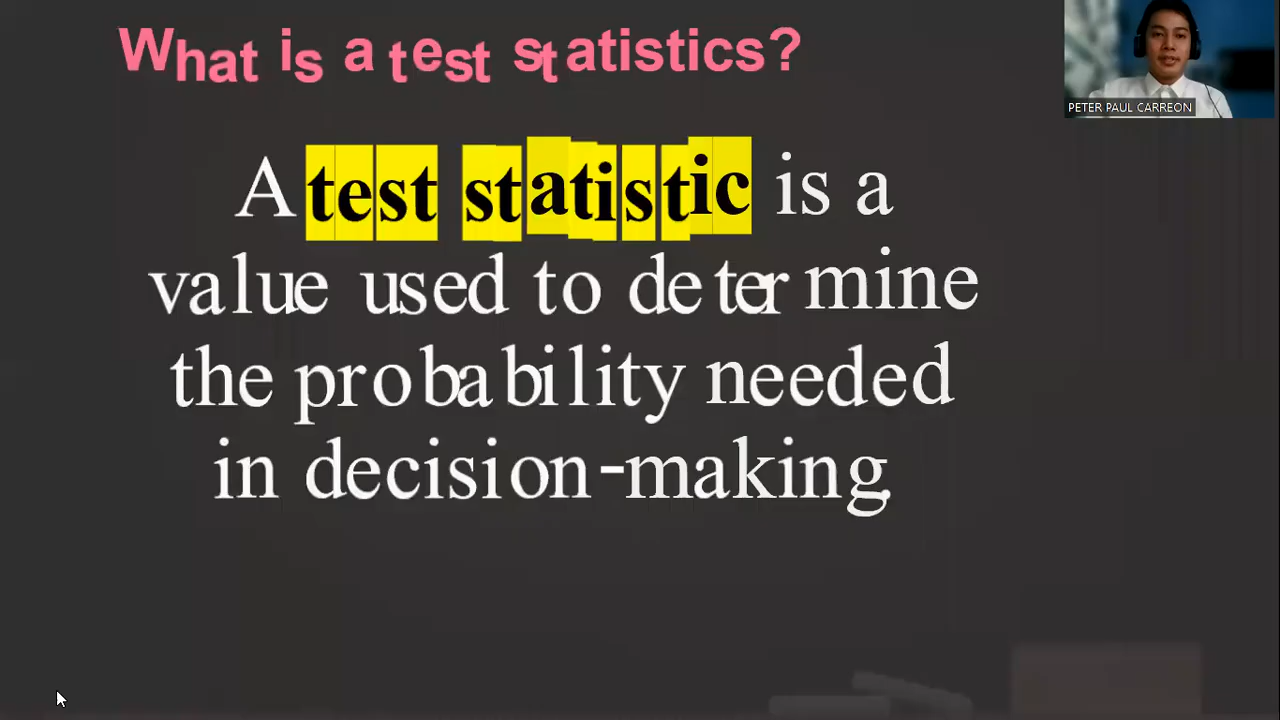 What is a test statistics?
PETER PAUL CARREON
A test statistic is a
value used to determine
the probability needed
in decision-making.